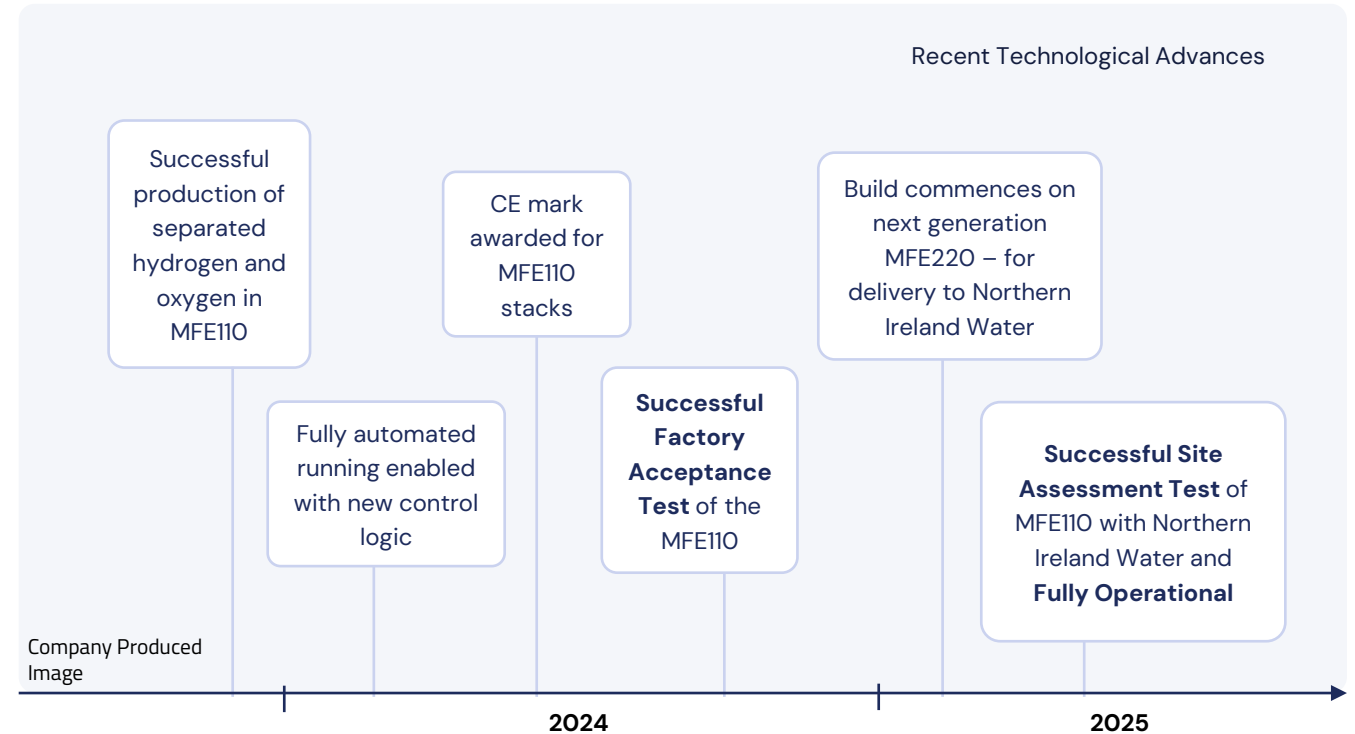 Recent Technological Advances
Successful
production of
separated
hydrogen and
oxygen in
MFE110
Fully automated
running enabled
with new control
logic
CE mark
awarded for
MFE110
stacks
Successful
Factory
Acceptance
Test of the
MFE110
Build commences on
next generation
MFE220 – for
delivery to Northern
Ireland Water
Successful Site
Assessment Test of
MFE110 with Northern
Ireland Water and
Fully Operational
Company Produced
Image
2024
2025